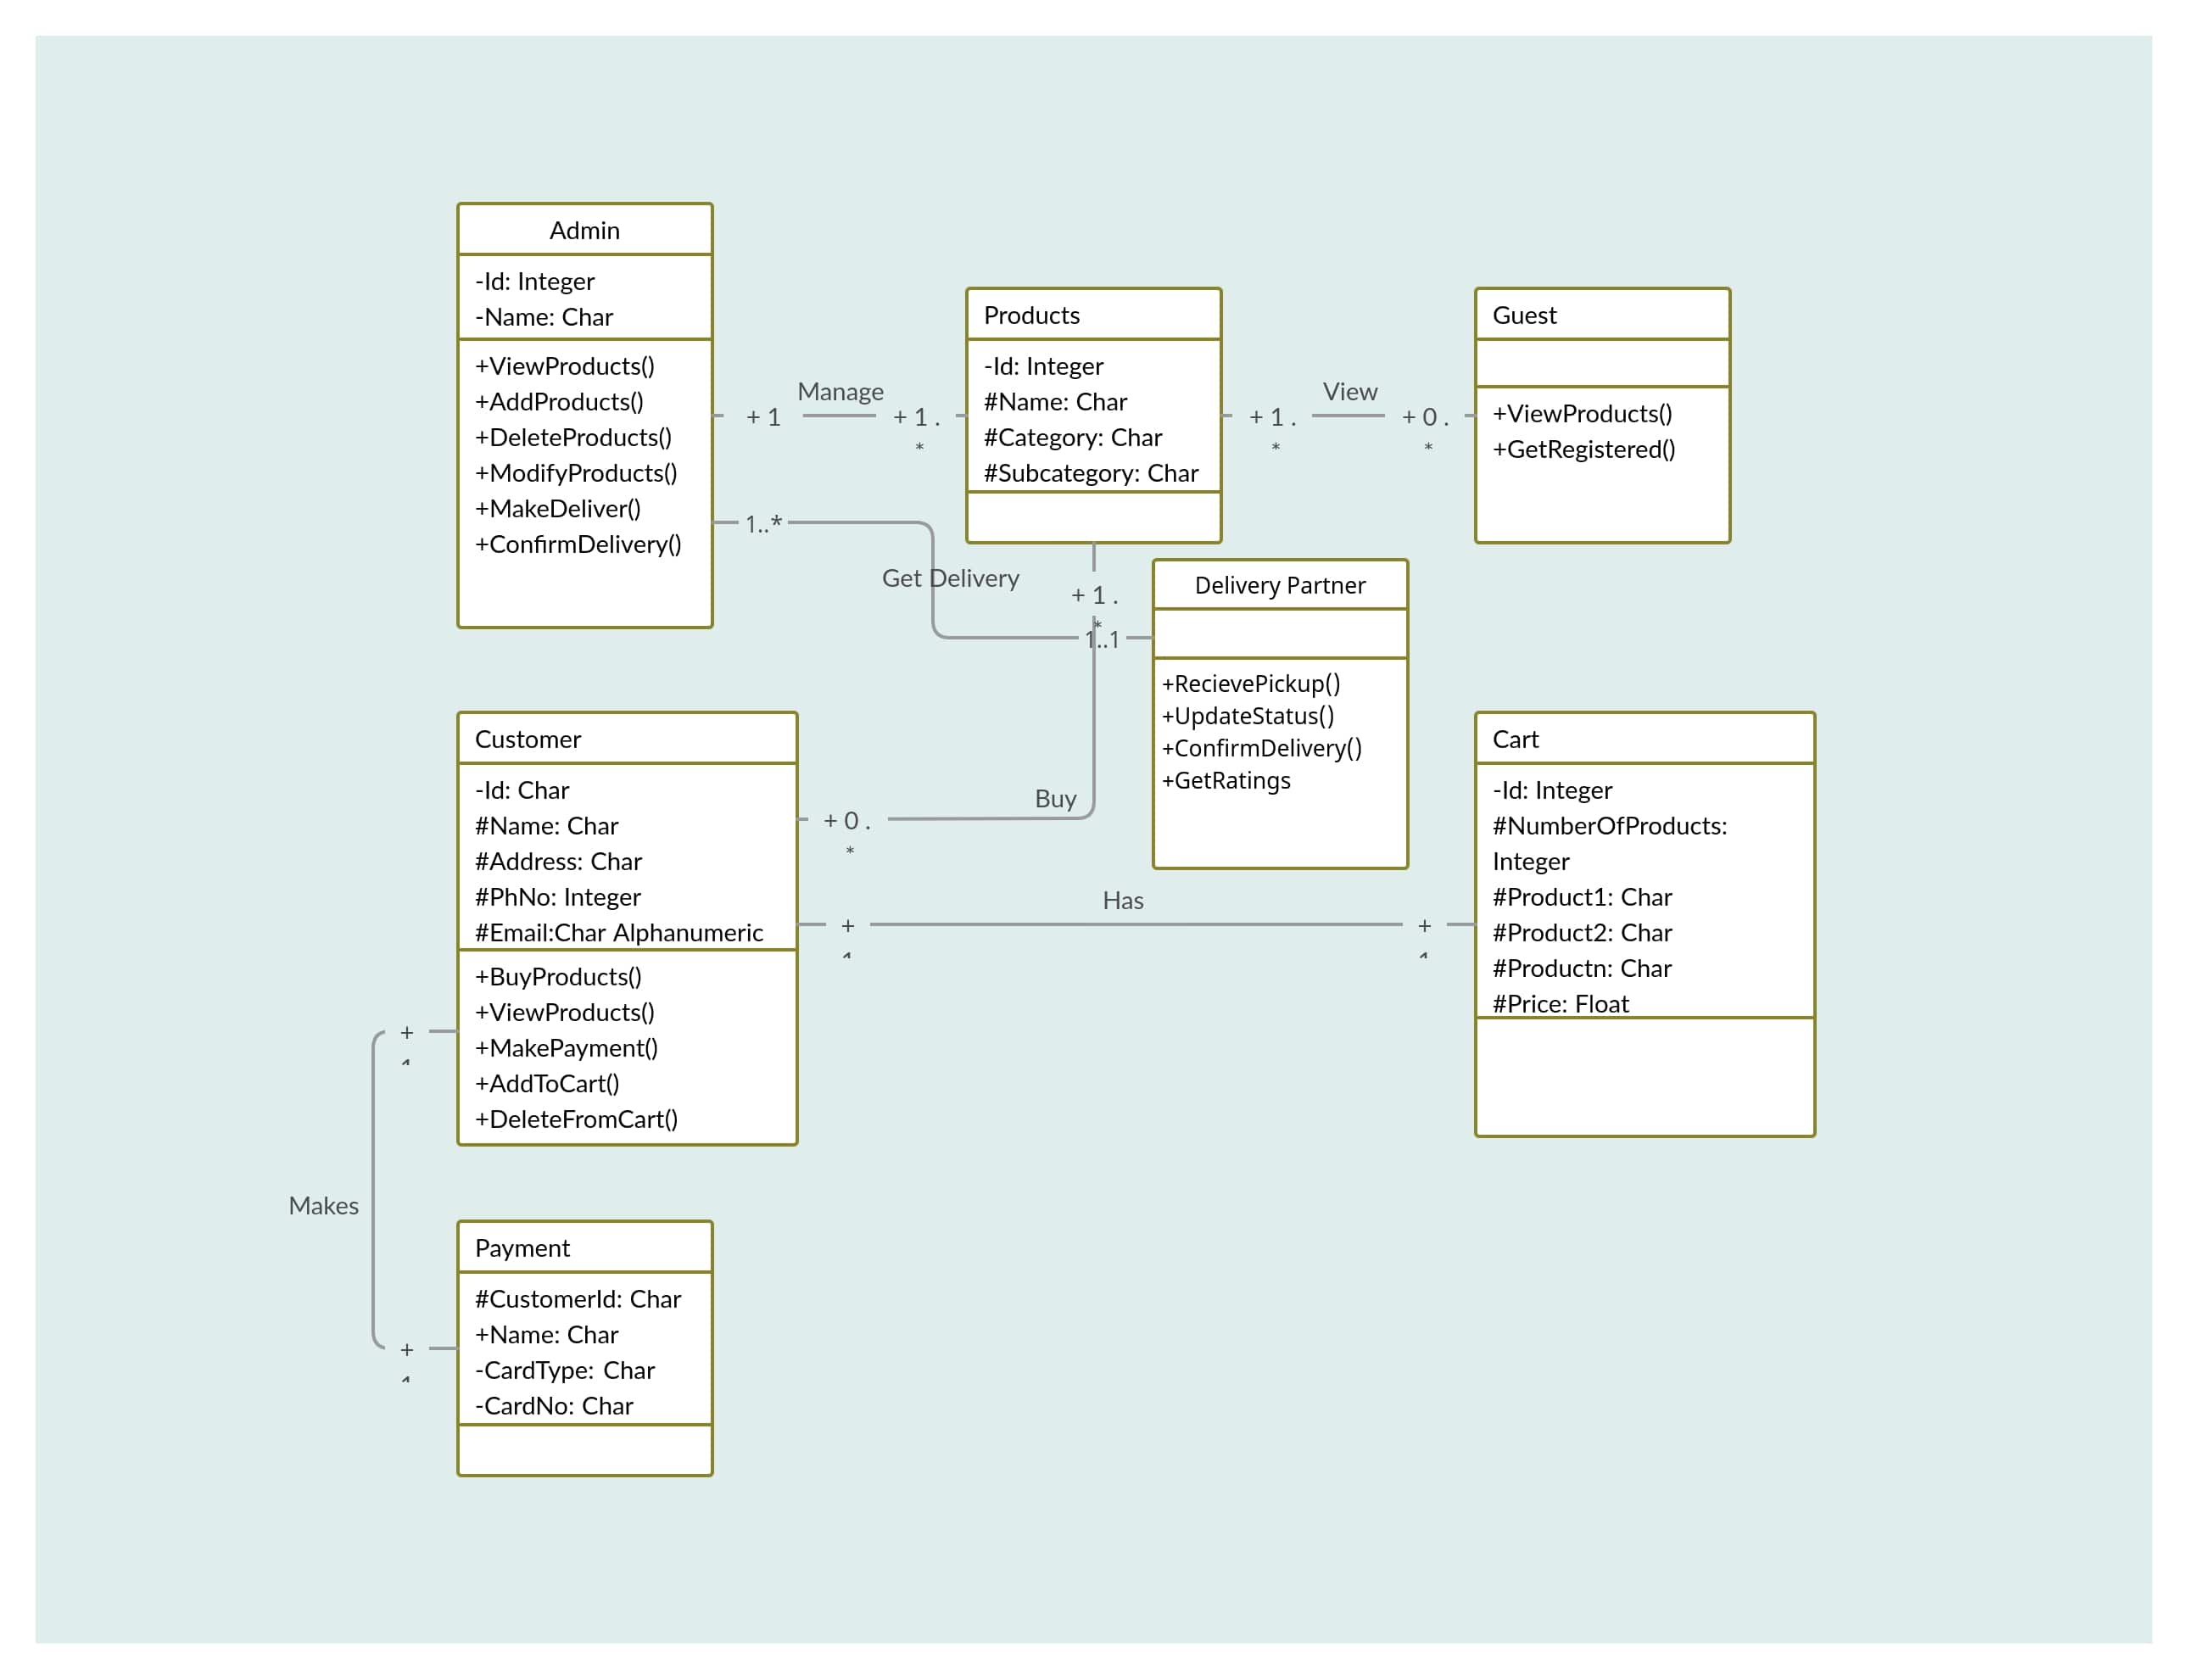 Admin
-Id: Integer
-Name: Char
+ViewProducts()
+AddProducts()
+DeleteProducts()
+ModifyProducts()
+MakeDeliver()
+ConfirmDelivery()
Manage
+ 1
+ 1 .
*
Products
-Id: Integer
#Name: Char
#Category: Char
#Subcategory: Char
View
+ 1 .
*
+ 0 .
*
Guest
+ViewProducts()
+GetRegistered()
1..*
Get Delivery
1..1
+ 1 .
*
Delivery Partner
+RecievePickup()
+UpdateStatus()
+ConfirmDelivery()
+GetRatings
Buy
+ 0 .
*
Customer
-Id: Char
#Name: Char
#Address: Char
#PhNo: Integer
#Email:Char Alphanumeric
+BuyProducts()
+ViewProducts()
+MakePayment()
+AddToCart()
+DeleteFromCart()
Has
+
1
+
1
Cart
-Id: Integer
#NumberOfProducts:
Integer
#Product1: Char
#Product2: Char
#Productn: Char
#Price: Float
+
1
Makes
+
1
Payment
#CustomerId: Char
+Name: Char
-CardType: Char
-CardNo: Char